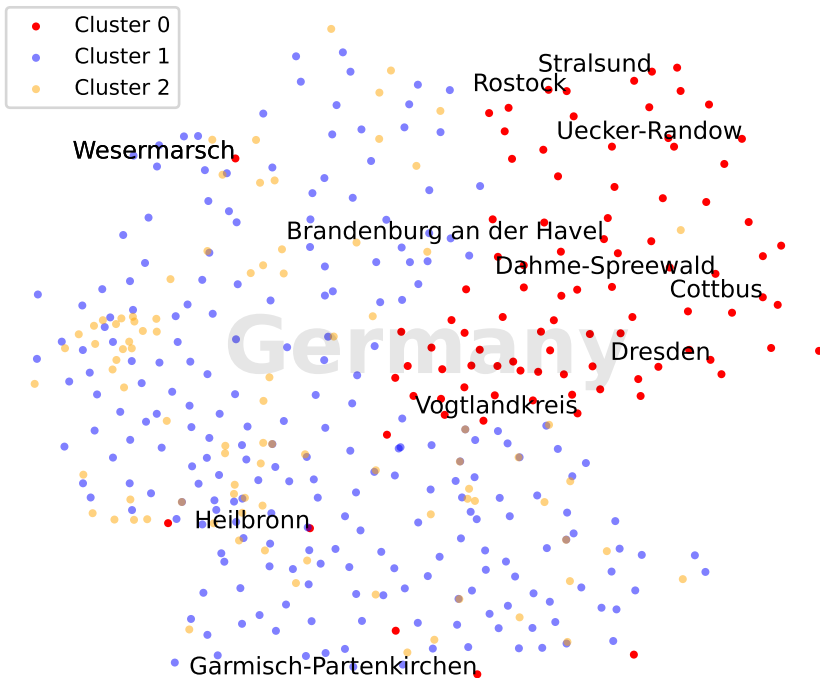 Cluster 0
Cluster 1
Cluster 2
Stralsund
Rostock
Uecker-Randow
Wesermarsch
Brandenburg an der Havel
Dahme-Spreewald
Cottbus
Germany
Dresden
Vogtlandkreis
Heilbronn
Garmisch-Partenkirchen